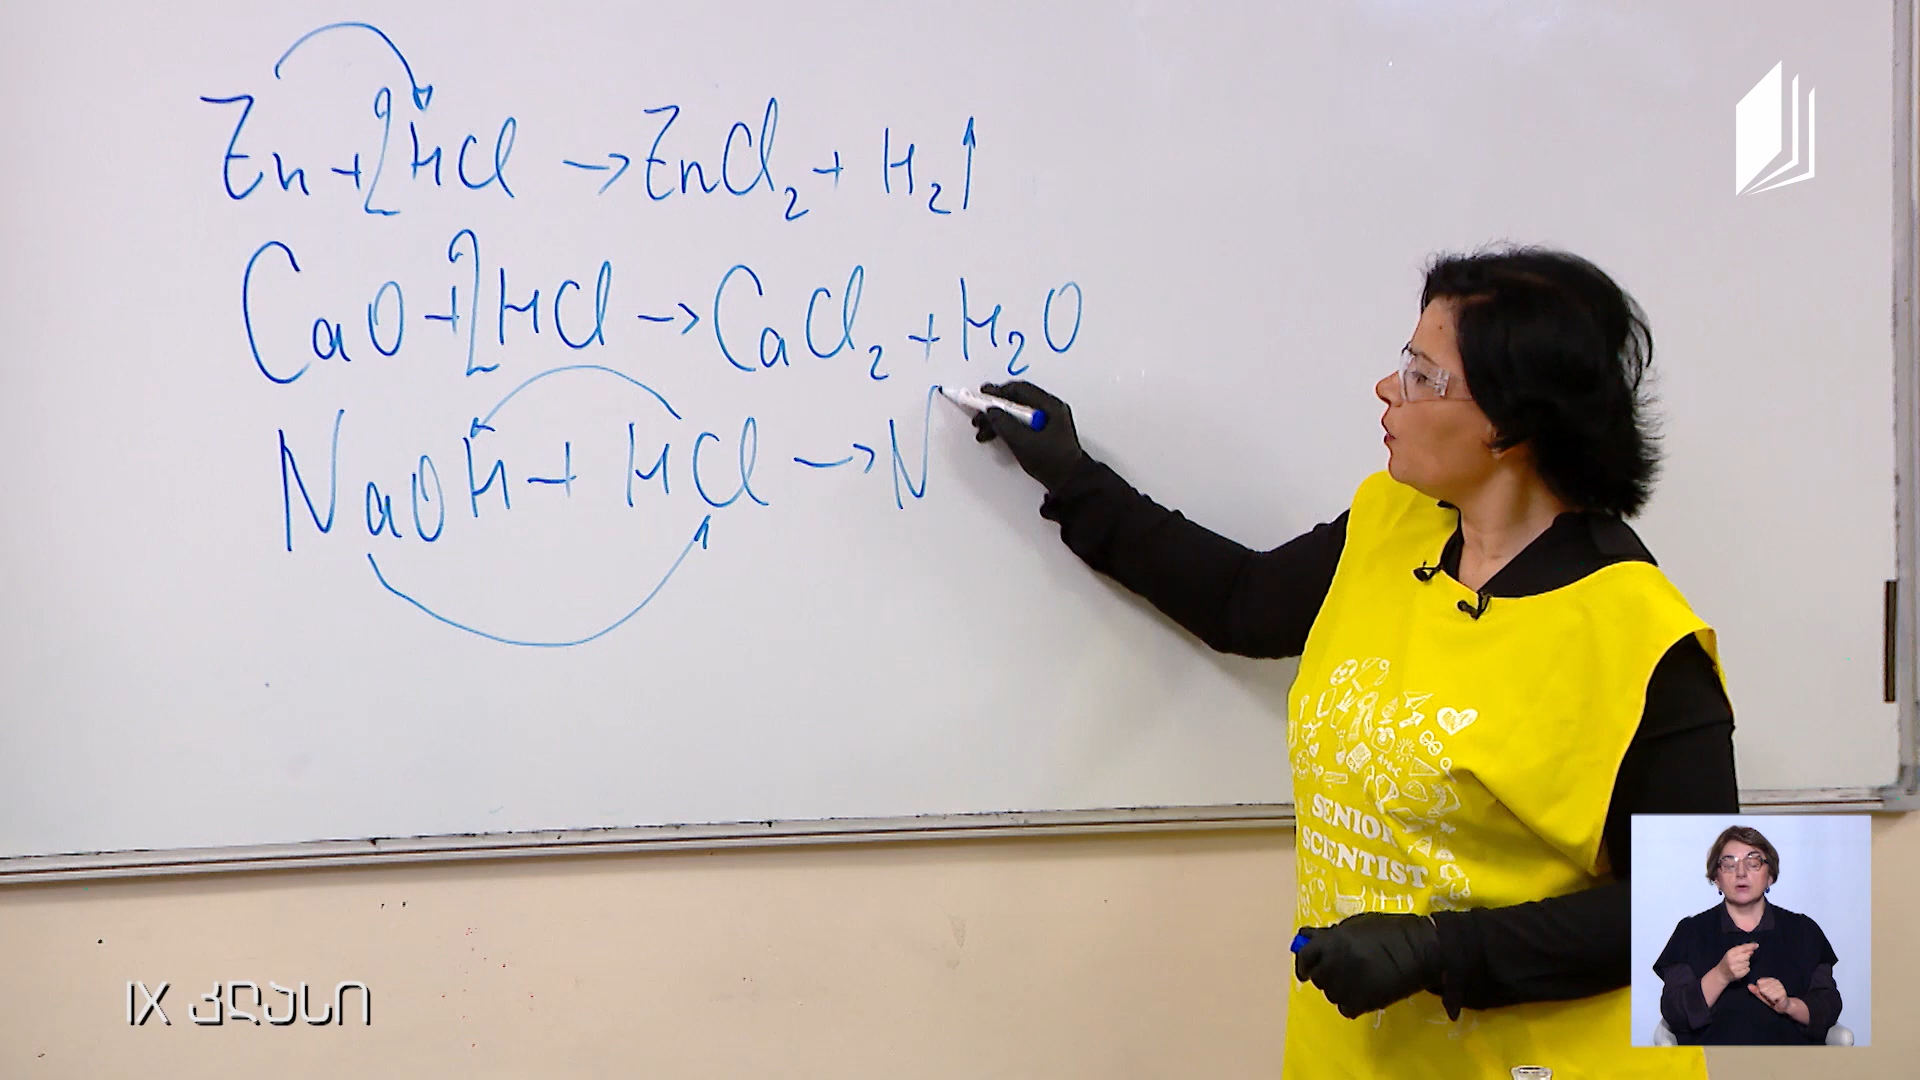 Zn + 2HCl → ZnCl₂ + H₂↑
CaO + 2HCl → CaCl₂ + H₂O
NaOH + HCl → N
SENIOR
SCIENTIST
IX კლასი